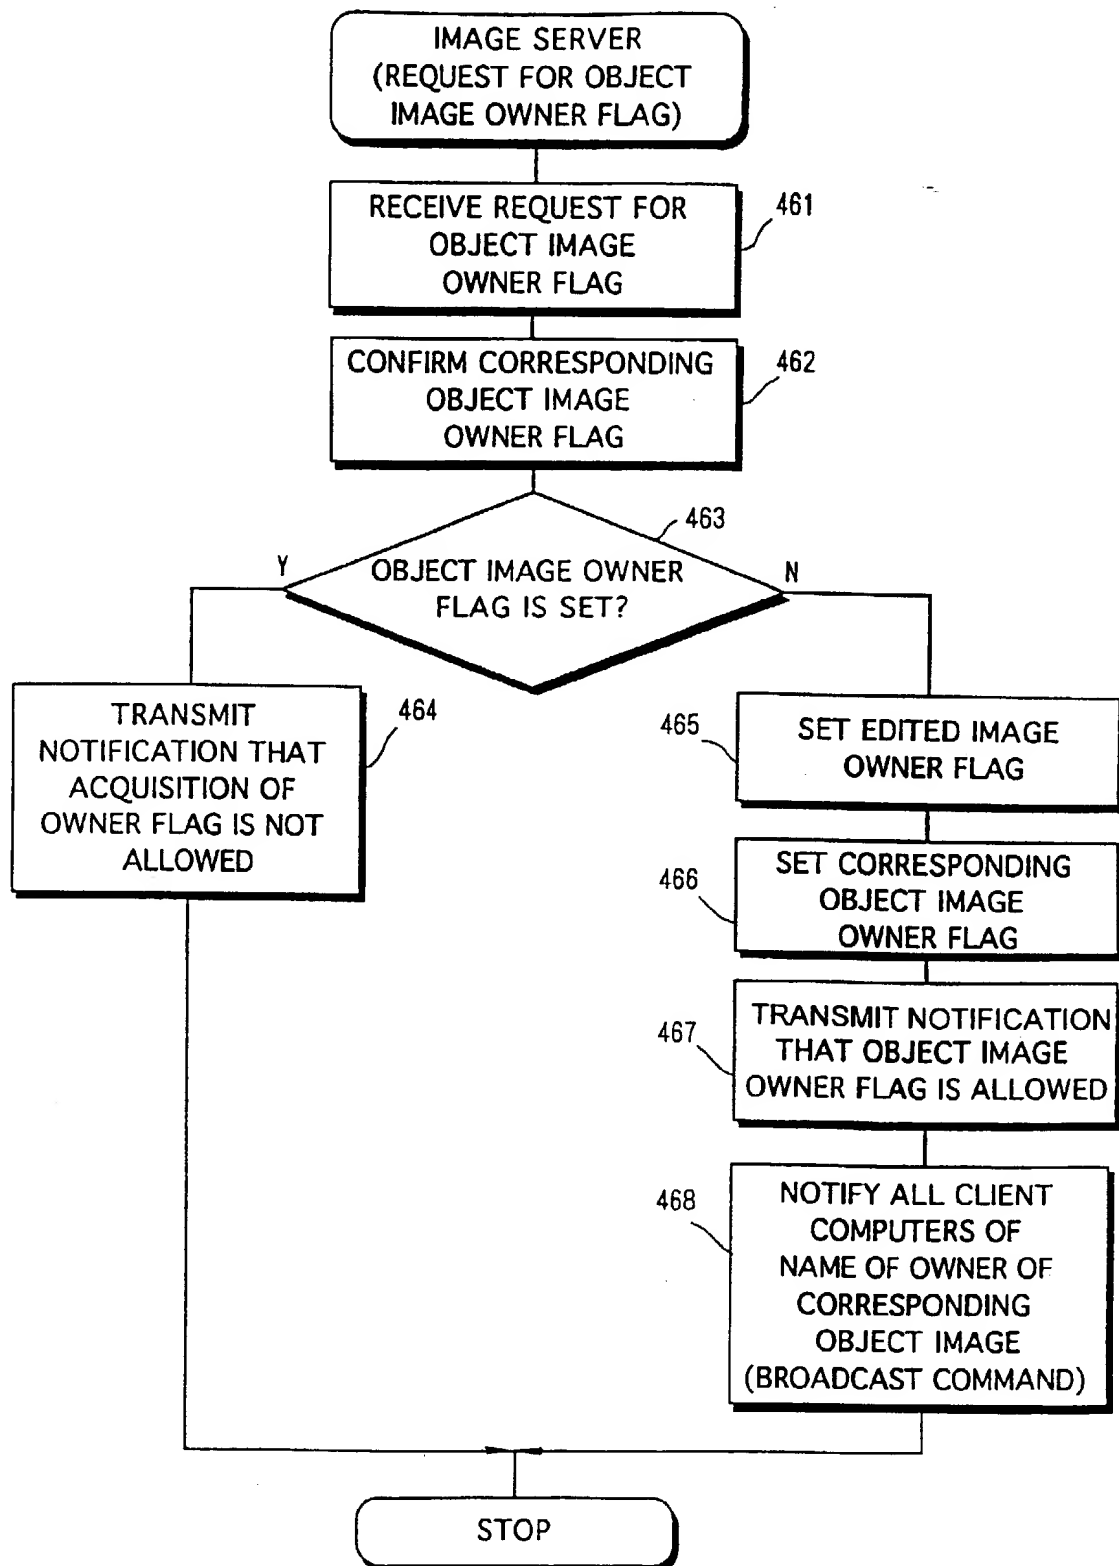 IMAGE SERVER
(REQUEST FOR OBJECT
IMAGE OWNER FLAG)
RECEIVE REQUEST FOR
OBJECT IMAGE
OWNER FLAG
461
CONFIRM CORRESPONDING
OBJECT IMAGE
OWNER FLAG
462
463
Y
OBJECT IMAGE OWNER
FLAG IS SET?
N
TRANSMIT
NOTIFICATION THAT
ACQUISITION OF
OWNER FLAG IS NOT
ALLOWED
464
465
SET EDITED IMAGE
OWNER FLAG
466
SET CORRESPONDING
OBJECT IMAGE
OWNER FLAG
467
TRANSMIT NOTIFICATION
THAT OBJECT IMAGE
OWNER FLAG IS ALLOWED
468
NOTIFY ALL CLIENT
COMPUTERS OF
NAME OF OWNER OF
CORRESPONDING
OBJECT IMAGE
(BROADCAST COMMAND)
STOP